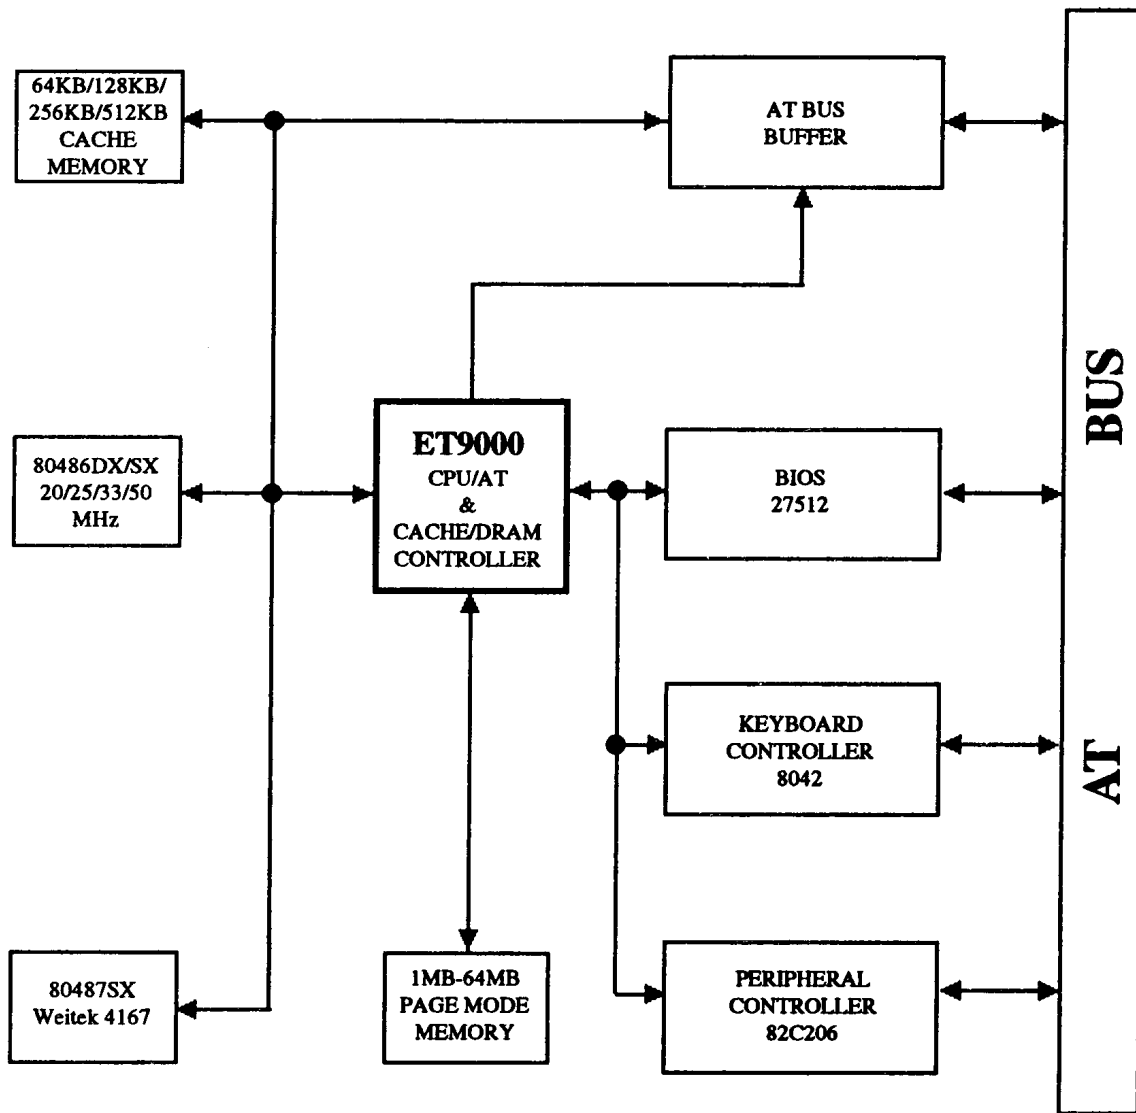 64KB/128KB/
256KB/512KB
CACHE
MEMORY
AT BUS
BUFFER
80486DX/SX
20/25/33/50
MHz
ET9000
CPU/AT
&
CACHE/DRAM
CONTROLLER
BIOS
27512
KEYBOARD
CONTROLLER
8042
80487SX
Weitek 4167
1MB-64MB
PAGE MODE
MEMORY
PERIPHERAL
CONTROLLER
82C206
AT BUS